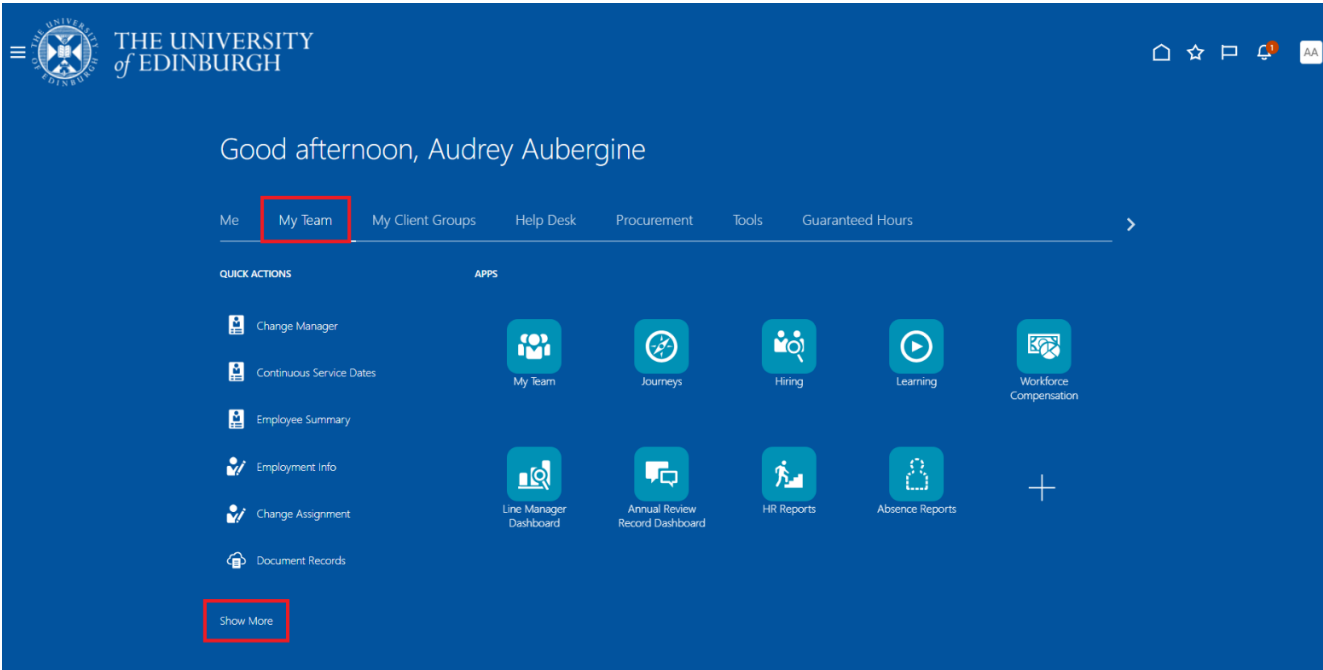 THE UNIVERSITY
of EDINBURGH
1
AA
Good afternoon, Audrey Aubergine
Me My Team My Client Groups Help Desk Procurement Tools Guaranteed Hours
QUICK ACTIONS
Change Manager
Continuous Service Dates
Employee Summary
Employment Info
Change Assignment
Document Records
Show More
APPS
My Team
Journeys
Hiring
Learning
Workforce
Compensation
Line Manager
Dashboard
Annual Review
Record Dashboard
HR Reports
Absence Reports